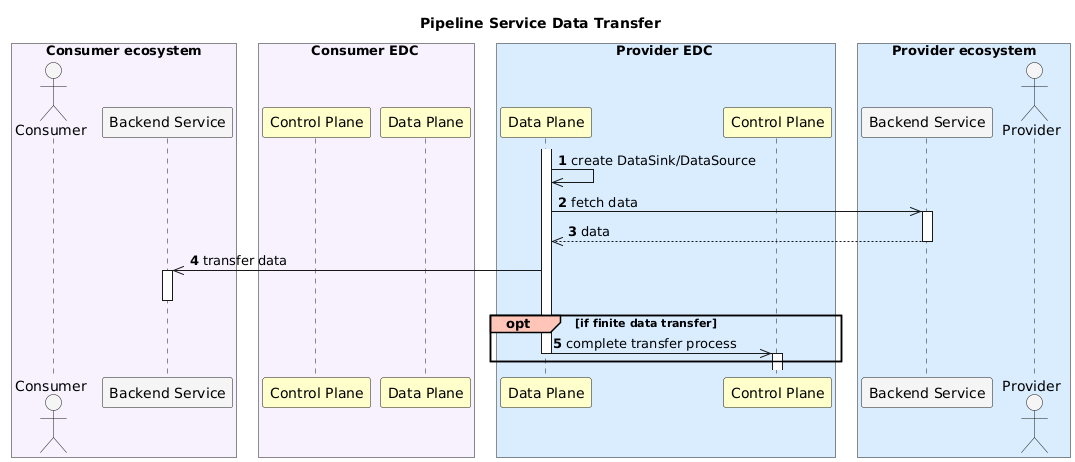 Pipeline Service Data Transfer
Consumer ecosystem
Consumer EDC
Provider EDC
Provider ecosystem
Consumer
Backend Service
Control Plane
Data Plane
Data Plane
Control Plane
Backend Service
Provider
1 create DataSink/DataSource
2 fetch data
3 data
4 transfer data
opt [if finite data transfer]
5 complete transfer process
Consumer
Backend Service
Control Plane
Data Plane
Data Plane
Control Plane
Backend Service
Provider